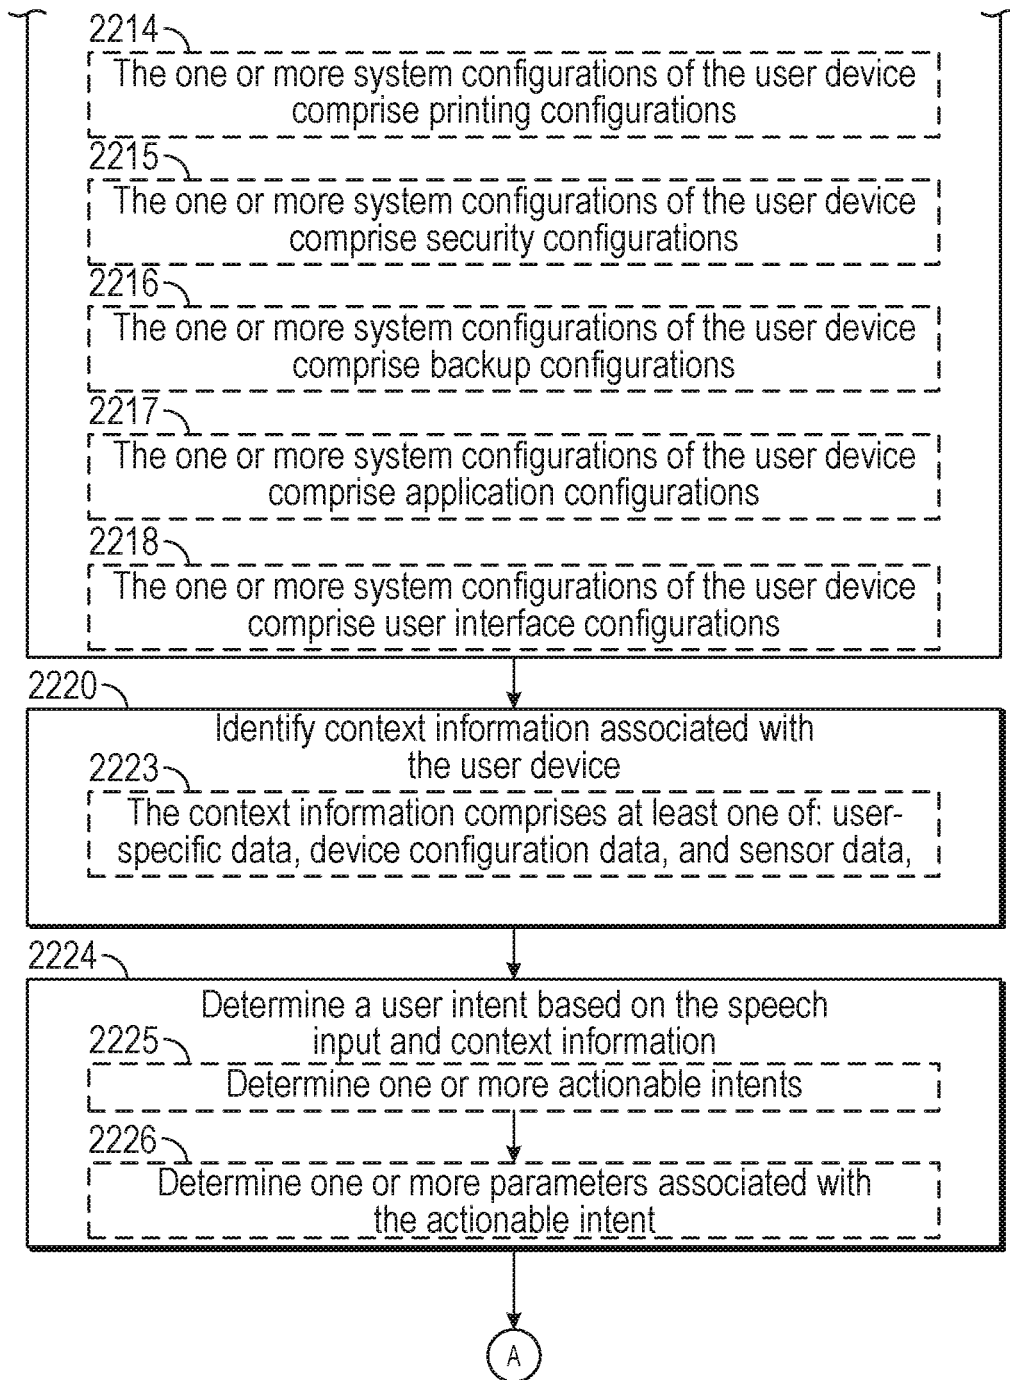 2214
The one or more system configurations of the user device
comprise printing configurations
2215
The one or more system configurations of the user device
comprise security configurations
2216
The one or more system configurations of the user device
comprise backup configurations
2217
The one or more system configurations of the user device
comprise application configurations
2218
The one or more system configurations of the user device
comprise user interface configurations
2220
Identify context information associated with
the user device
2223
The context information comprises at least one of: user-
specific data, device configuration data, and sensor data,
2224
Determine a user intent based on the speech
input and context information
2225
Determine one or more actionable intents
2226
Determine one or more parameters associated with
the actionable intent
A